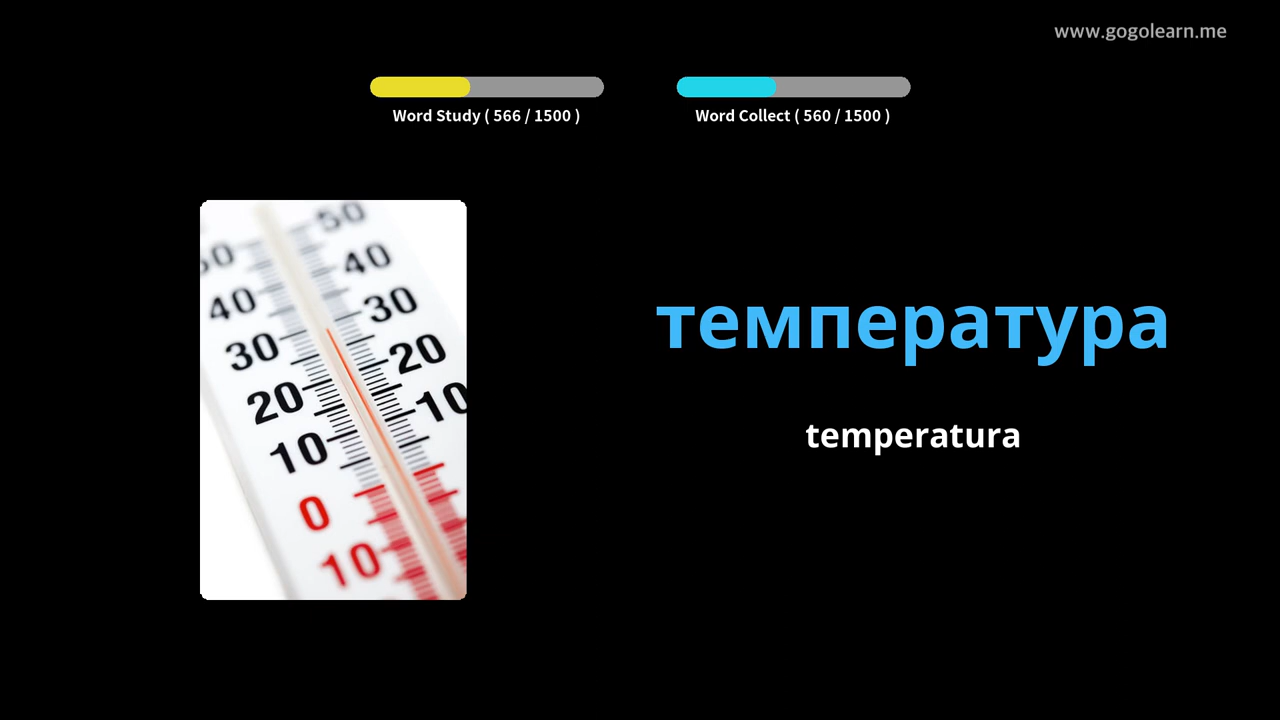 www.gogolearn.me
Word Study ( 566 / 1500 )
Word Collect ( 560 / 1500 )
50
50
40
40
30
30
20
20
10
10
0
10
температура
temperatura